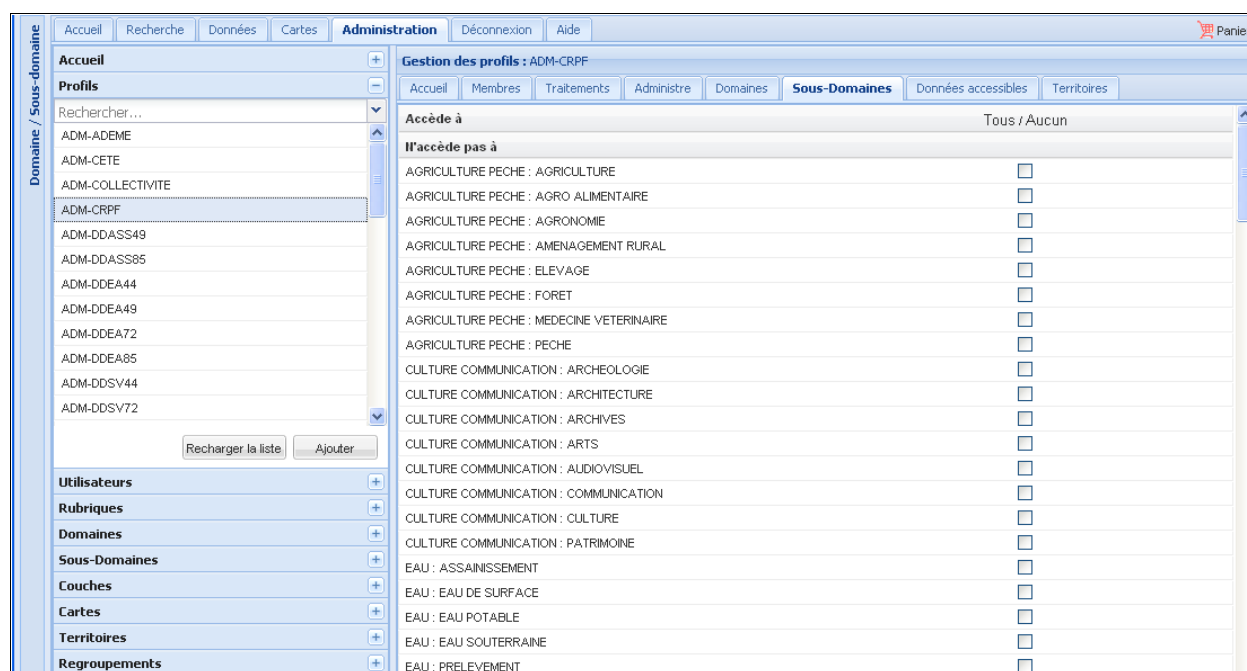 Domaine / Sous-domaine
Accueil Recherche Données Cartes Administration Déconnexion Aide Panie
Accueil
Profils
Rechercher...
ADM-ADEME
ADM-CETE
ADM-COLLECTIVITE
ADM-CRPF
ADM-DDASS49
ADM-DDASS85
ADM-DDEA44
ADM-DDEA49
ADM-DDEA72
ADM-DDEA85
ADM-DDSV44
ADM-DDSV72
Recharger la liste Ajouter
Utilisateurs
Rubriques
Domaines
Sous-Domaines
Couches
Cartes
Territoires
Regroupements
Gestion des profils : ADM-CRPF
Accueil Membres Traitements Administre Domaines Sous-Domaines Données accessibles Territoires
Accède à Tous / Aucun
N'accède pas à
AGRICULTURE PECHE : AGRICULTURE
AGRICULTURE PECHE : AGRO ALIMENTAIRE
AGRICULTURE PECHE : AGRONOMIE
AGRICULTURE PECHE : AMENAGEMENT RURAL
AGRICULTURE PECHE : ELEVAGE
AGRICULTURE PECHE : FORET
AGRICULTURE PECHE : MEDECINE VETERINAIRE
AGRICULTURE PECHE : PECHE
CULTURE COMMUNICATION : ARCHEOLOGIE
CULTURE COMMUNICATION : ARCHITECTURE
CULTURE COMMUNICATION : ARCHIVES
CULTURE COMMUNICATION : ARTS
CULTURE COMMUNICATION : AUDIOVISUEL
CULTURE COMMUNICATION : COMMUNICATION
CULTURE COMMUNICATION : CULTURE
CULTURE COMMUNICATION : PATRIMOINE
EAU : ASSAINISSEMENT
EAU : EAU DE SURFACE
EAU : EAU POTABLE
EAU : EAU SOUTERRAINE
EAU : PRELEVEMENT